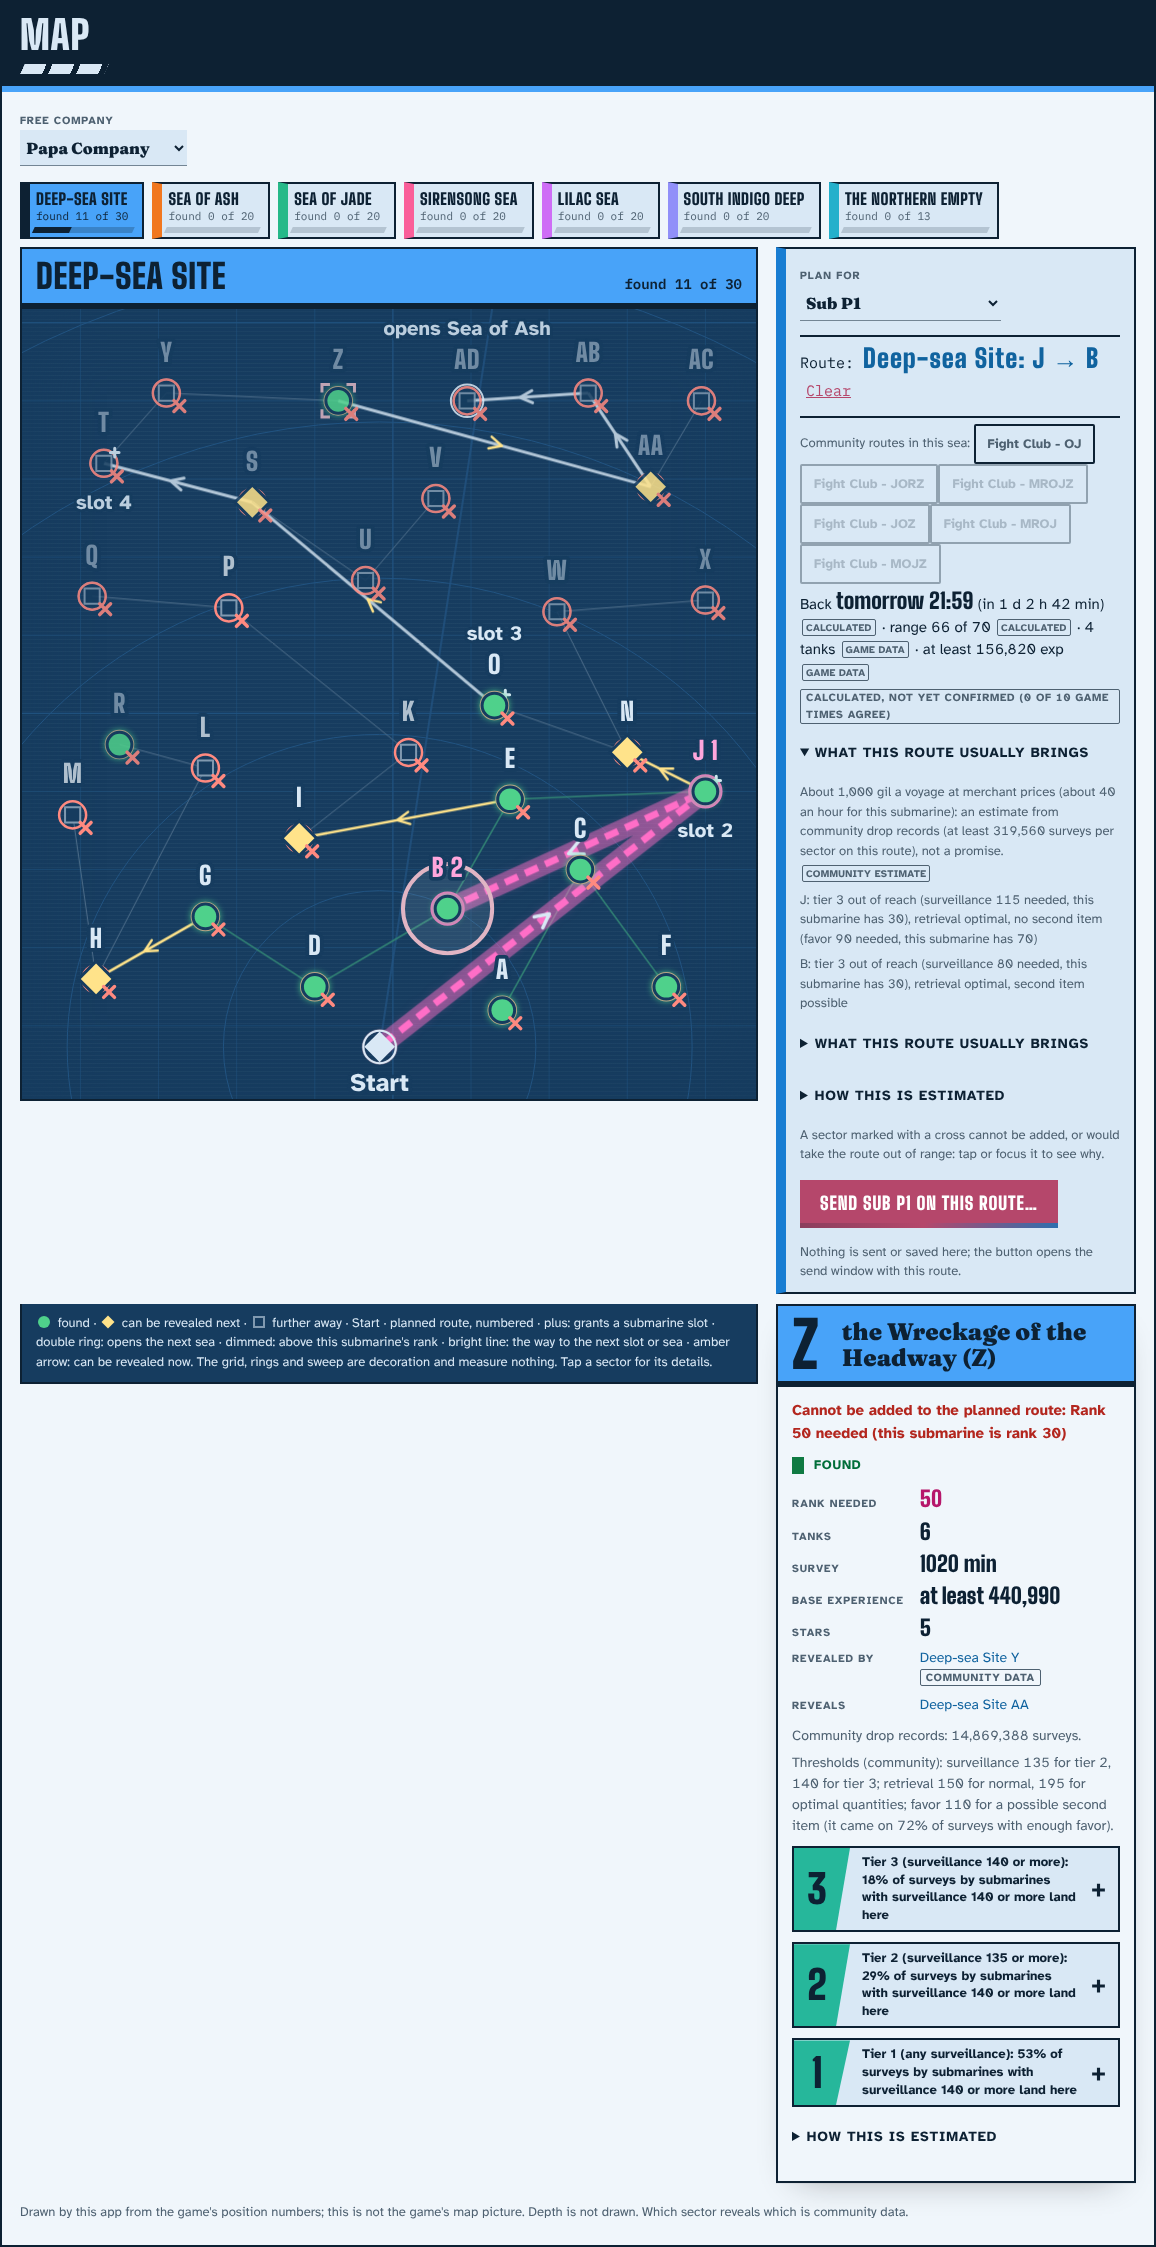 MAP
FREE COMPANY
Papa Company
DEEP-SEA SITE
found 11 of 30
SEA OF ASH
found 0 of 20
SEA OF JADE
found 0 of 20
SIRENSONG SEA
found 0 of 20
LILAC SEA
found 0 of 20
SOUTH INDIGO DEEP
found 0 of 20
THE NORTHERN EMPTY
found 0 of 13
DEEP-SEA SITE
found 11 of 30
opens Sea of Ash
Y
Z
AD
AB
AC
T
S
V
AA
slot 4
Q
P
U
W
X
slot 3
O
R
L
K
N
M
E
J 1
I
C
slot 2
B·2
G
H
D
A
F
Start
PLAN FOR
Sub P1
Route: Deep-sea Site: J → B
Clear
Community routes in this sea: Fight Club - OJ
Fight Club - JORZ
Fight Club - MROJZ
Fight Club - JOZ
Fight Club - MROJ
Fight Club - MOJZ
Back tomorrow 21:59 (in 1 d 2 h 42 min)
CALCULATED · range 66 of 70 CALCULATED · 4
tanks GAME DATA · at least 156,820 exp
GAME DATA
CALCULATED, NOT YET CONFIRMED (0 OF 10 GAME
TIMES AGREE)
▼ WHAT THIS ROUTE USUALLY BRINGS
About 1,000 gil a voyage at merchant prices (about 40
an hour for this submarine): an estimate from
community drop records (at least 319,560 surveys per
sector on this route), not a promise.
COMMUNITY ESTIMATE
J: tier 3 out of reach (surveillance 115 needed, this
submarine has 30), retrieval optimal, no second item
(favor 90 needed, this submarine has 70)
B: tier 3 out of reach (surveillance 80 needed, this
submarine has 30), retrieval optimal, second item
possible
▶ WHAT THIS ROUTE USUALLY BRINGS
▶ HOW THIS IS ESTIMATED
A sector marked with a cross cannot be added, or would
take the route out of range: tap or focus it to see why.
SEND SUB P1 ON THIS ROUTE…
Nothing is sent or saved here; the button opens the
send window with this route.
found · can be revealed next · further away · Start · planned route, numbered · plus: grants a submarine slot ·
double ring: opens the next sea · dimmed: above this submarine's rank · bright line: the way to the next slot or sea · amber
arrow: can be revealed now. The grid, rings and sweep are decoration and measure nothing. Tap a sector for its details.
Z
the Wreckage of the
Headway (Z)
Cannot be added to the planned route: Rank
50 needed (this submarine is rank 30)
FOUND
RANK NEEDED 50
TANKS 6
SURVEY 1020 min
BASE EXPERIENCE at least 440,990
STARS 5
REVEALED BY Deep-sea Site Y
COMMUNITY DATA
REVEALS Deep-sea Site AA
Community drop records: 14,869,388 surveys.
Thresholds (community): surveillance 135 for tier 2,
140 for tier 3; retrieval 150 for normal, 195 for
optimal quantities; favor 110 for a possible second
item (it came on 72% of surveys with enough favor).
3
Tier 3 (surveillance 140 or more):
18% of surveys by submarines
with surveillance 140 or more land
here
+
2
Tier 2 (surveillance 135 or more):
29% of surveys by submarines
with surveillance 140 or more land
here
+
1
Tier 1 (any surveillance): 53% of
surveys by submarines with
surveillance 140 or more land here
+
▶ HOW THIS IS ESTIMATED
Drawn by this app from the game's position numbers; this is not the game's map picture. Depth is not drawn. Which sector reveals which is community data.